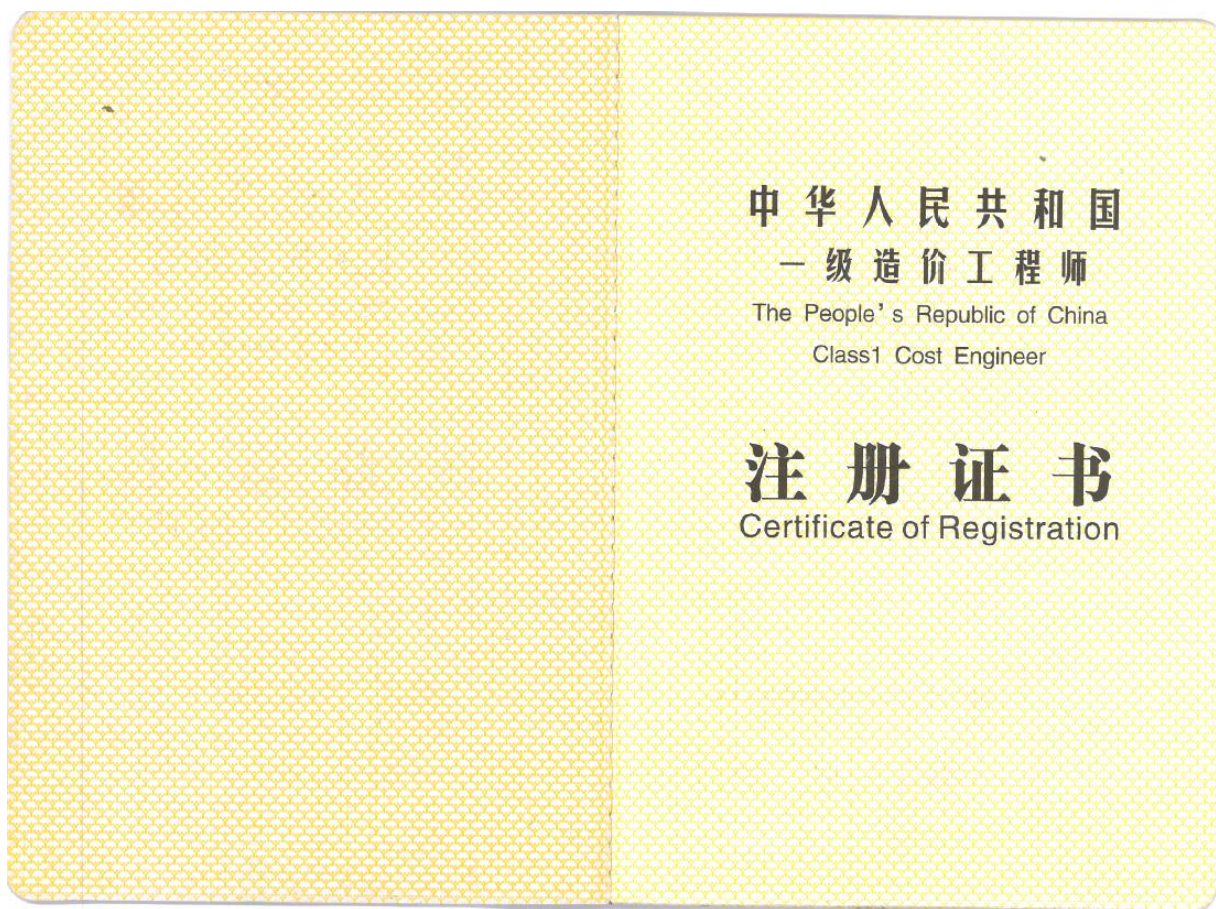 中华人民共和国
一级造价工程师
The People's Republic of China
Class1 Cost Engineer
注册证书
Certificate of Registration